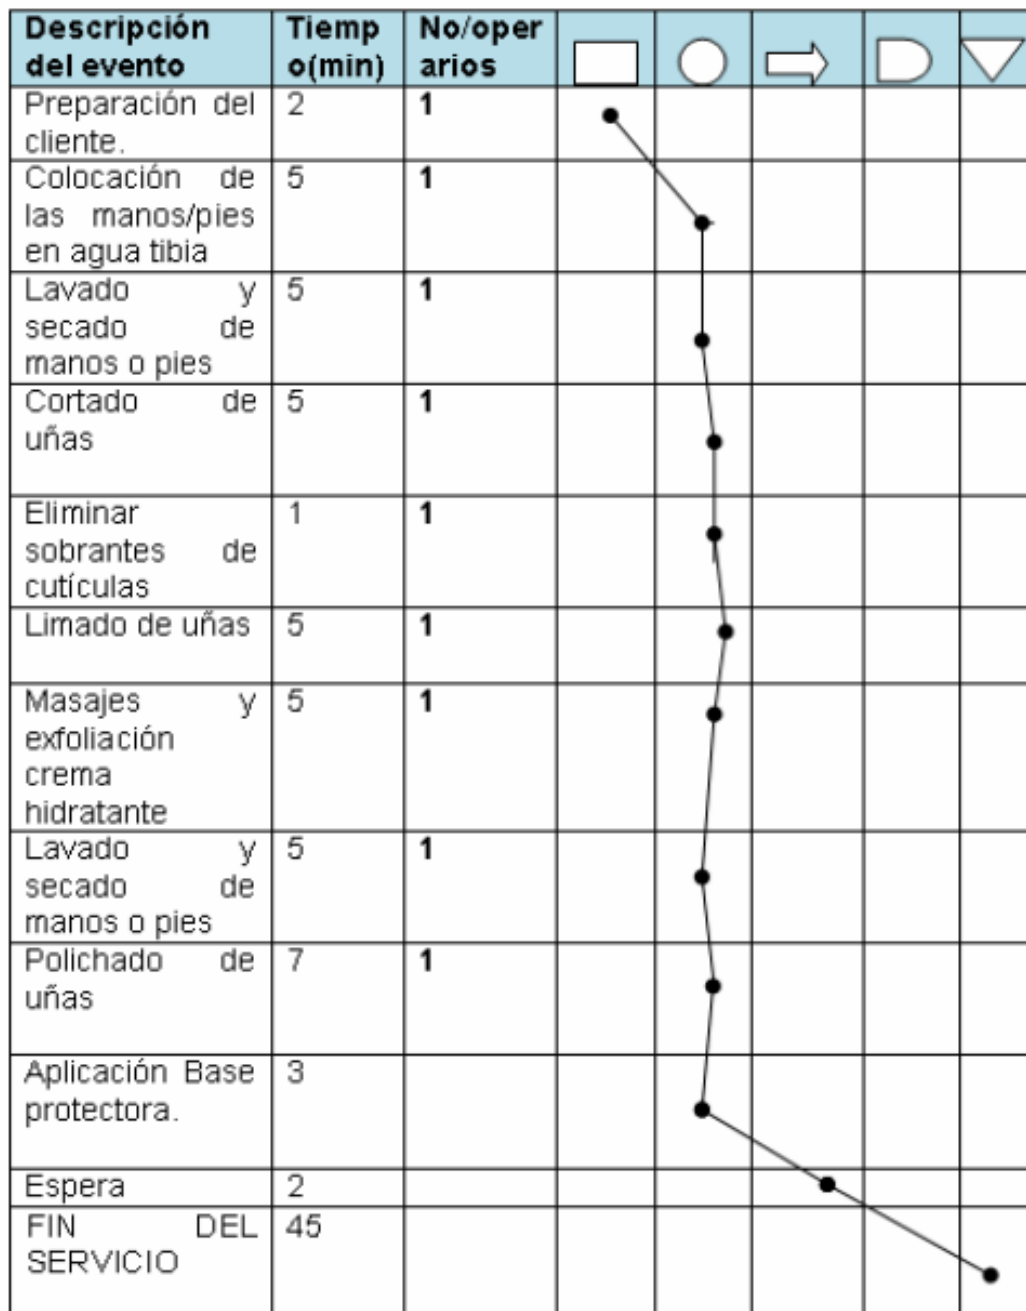 Descripción Tiemp No/oper
del evento o(min) arios
Preparación del 2 1
cliente.
Colocación de 5 1
las manos/pies
en agua tibia
Lavado y 5 1
secado de
manos o pies
Cortado de 5 1
uñas
Eliminar 1 1
sobrantes de
cutículas
Limado de uñas 5 1
Masajes y 5 1
exfoliación
crema
hidratante
Lavado y 5 1
secado de
manos o pies
Polichado de 7 1
uñas
Aplicación Base 3
protectora.
Espera 2
FIN DEL 45
SERVICIO